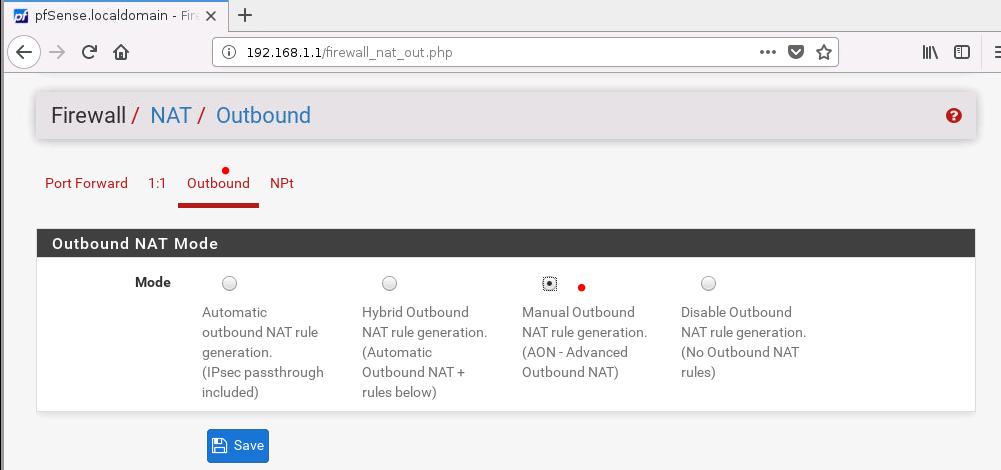 pfSense.localdomain - Fir
192.168.1.1/firewall_nat_out.php
Firewall / NAT / Outbound
Port Forward 1:1 Outbound NPt
Outbound NAT Mode
Mode
Automatic
outbound NAT rule
generation.
(IPsec passthrough
included)
Hybrid Outbound
NAT rule generation.
(Automatic
Outbound NAT +
rules below)
Manual Outbound
NAT rule generation.
(AON - Advanced
Outbound NAT)
Disable Outbound
NAT rule generation.
(No Outbound NAT
rules)
Save